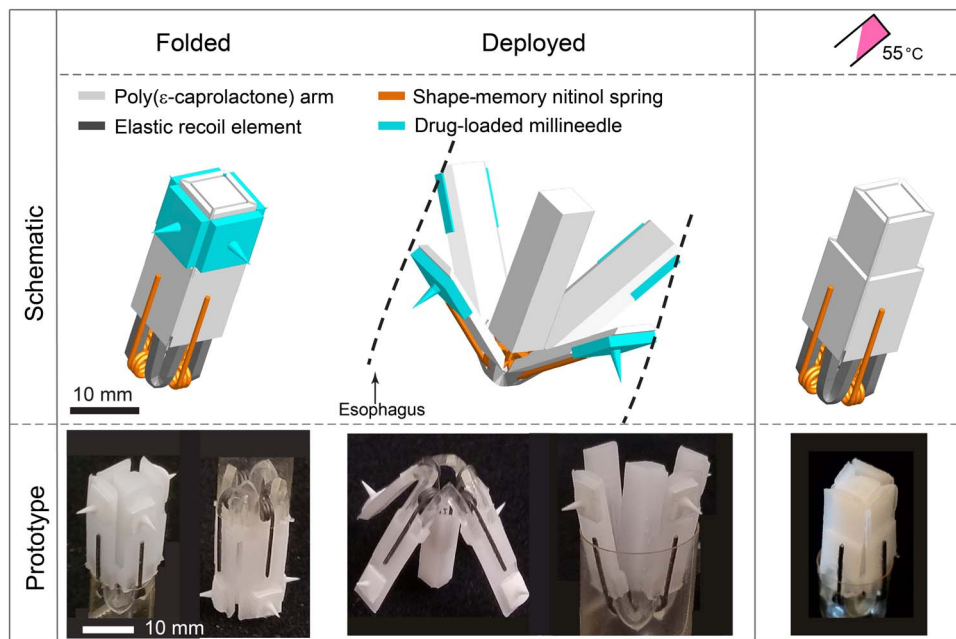 Folded
Deployed
55 °C
Poly(ε-caprolactone) arm
Shape-memory nitinol spring
Elastic recoil element
Drug-loaded millineedle
Schematic
10 mm
Esophagus
Prototype
10 mm